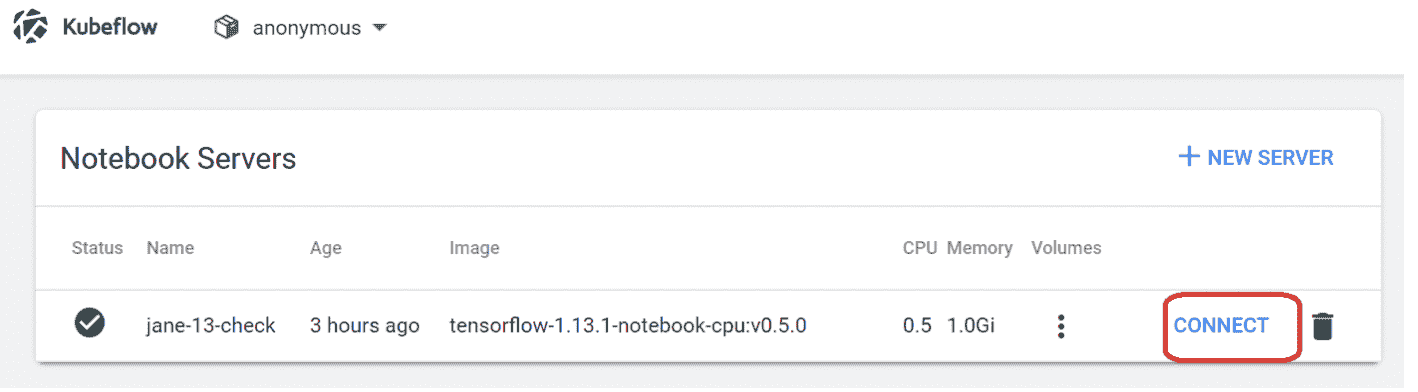 Kubeflow anonymous
Notebook Servers
NEW SERVER
Status Name Age Image CPU Memory Volumes
jane-13-check 3 hours ago tensorflow-1.13.1-notebook-cpu:v0.5.0 0.5 1.0Gi CONNECT